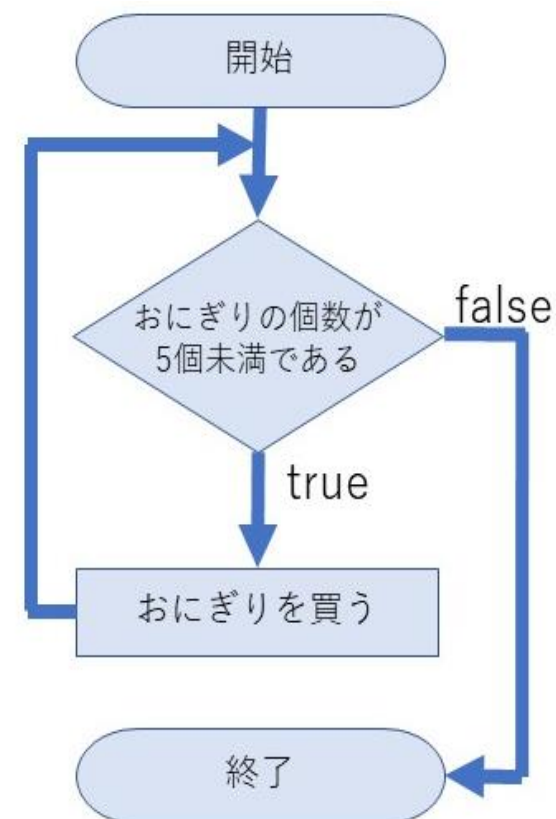 開始
おにぎりの個数が
5個未満である
false
true
おにぎりを買う
終了